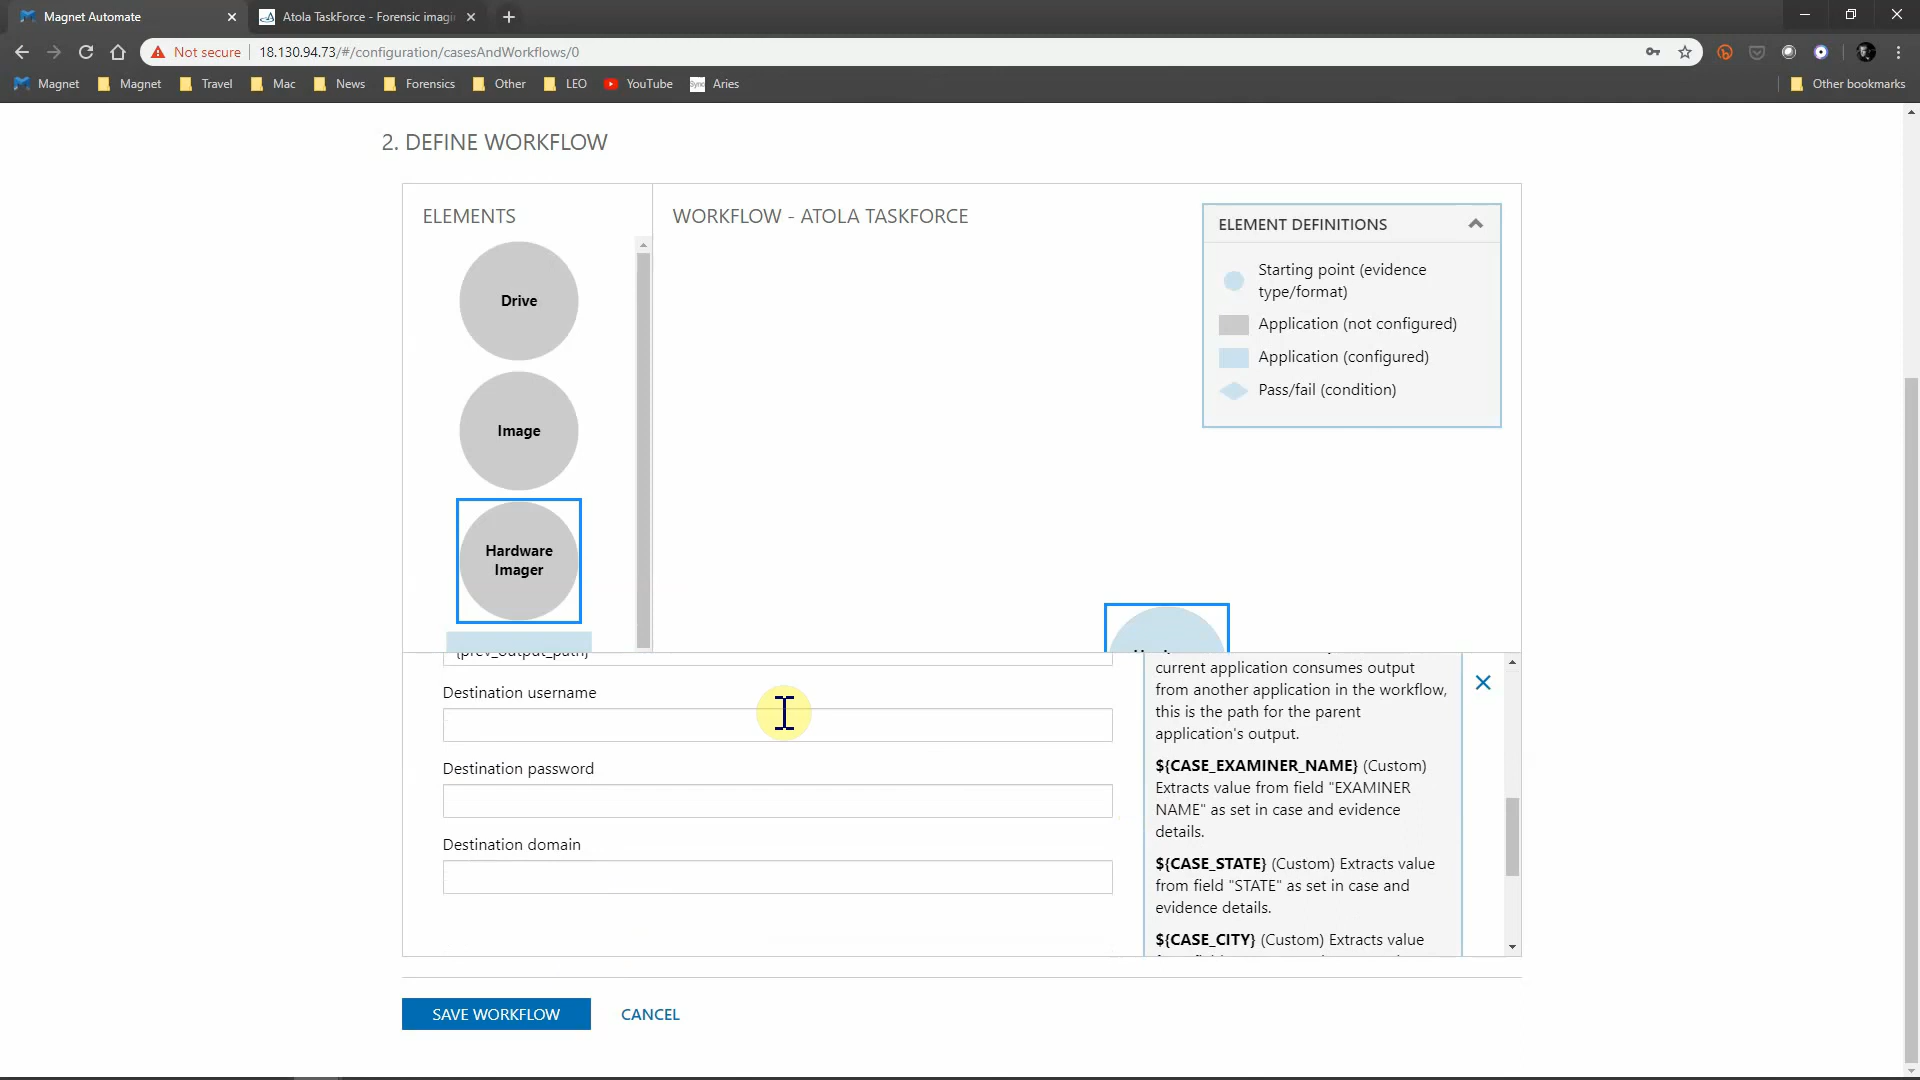 Magnet Automate
Atola TaskForce - Forensic imagi
Not secure
18.130.94.73/#/configuration/casesAndWorkflows/0
Magnet
Magnet
Travel
Mac
News
Forensics
Other
LEO
YouTube
Aries
Other bookmarks
2. DEFINE WORKFLOW
ELEMENTS
WORKFLOW - ATOLA TASKFORCE
ELEMENT DEFINITIONS
Starting point (evidence
type/format)
Application (not configured)
Application (configured)
Pass/fail (condition)
Drive
Image
Hardware
Imager
{prev_output_path}
Destination username
Destination password
Destination domain
current application consumes output
from another application in the workflow,
this is the path for the parent
application's output.
${CASE_EXAMINER_NAME} (Custom)
Extracts value from field "EXAMINER
NAME" as set in case and evidence
details.
${CASE_STATE} (Custom) Extracts value
from field "STATE" as set in case and
evidence details.
${CASE_CITY} (Custom) Extracts value
SAVE WORKFLOW
CANCEL